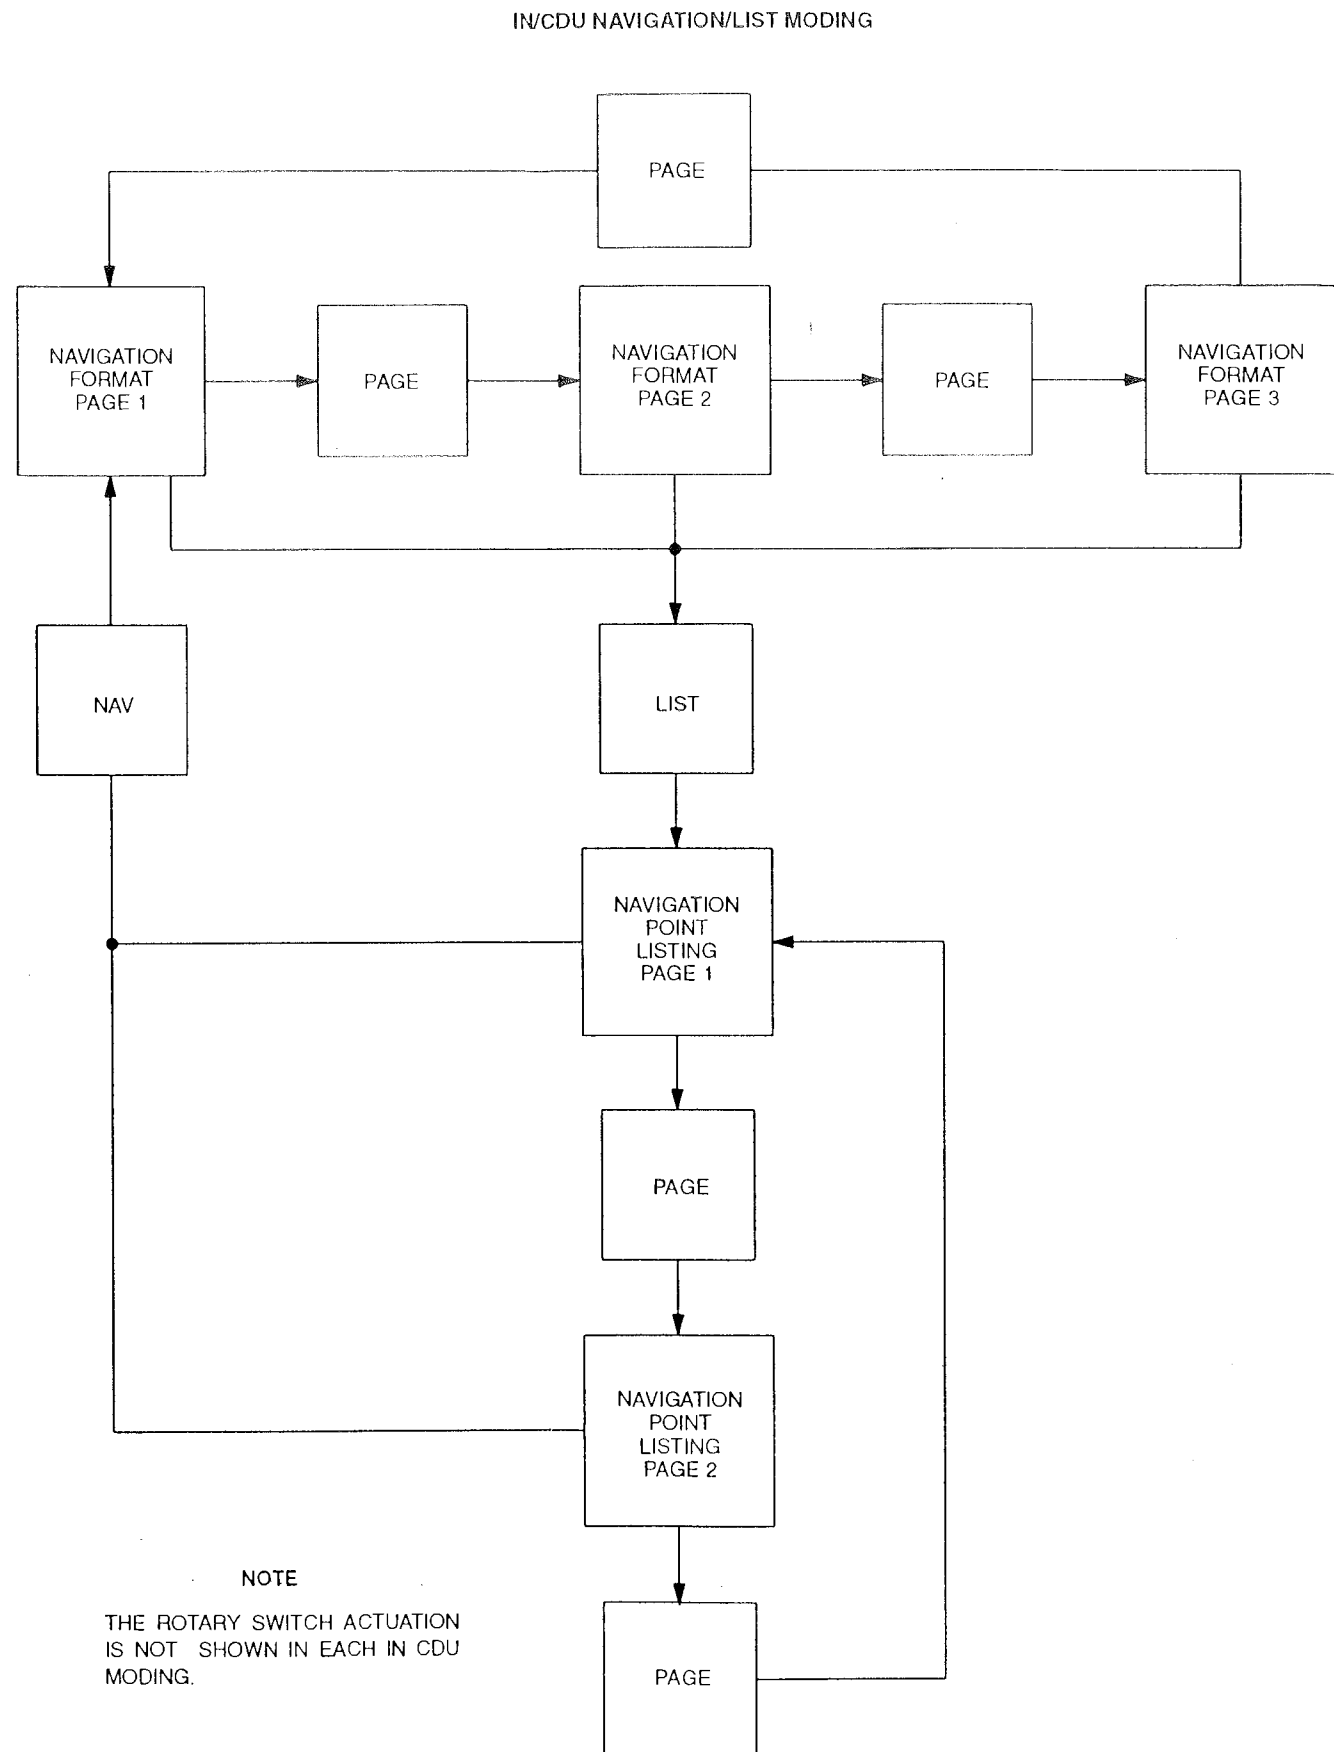 IN/CDU NAVIGATION/LIST MODING
PAGE
NAVIGATION
FORMAT
PAGE 1
PAGE
NAVIGATION
FORMAT
PAGE 2
PAGE
NAVIGATION
FORMAT
PAGE 3
NAV
LIST
NAVIGATION
POINT
LISTING
PAGE 1
PAGE
NAVIGATION
POINT
LISTING
PAGE 2
NOTE
THE ROTARY SWITCH ACTUATION
IS NOT SHOWN IN EACH IN CDU
MODING.
PAGE